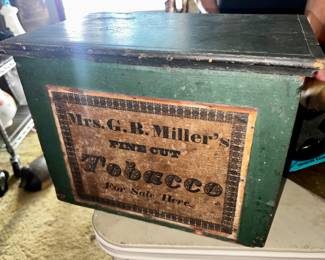 Mrs. G. B. Miller's
FINE CUT
Tobacco
For Sale Here.